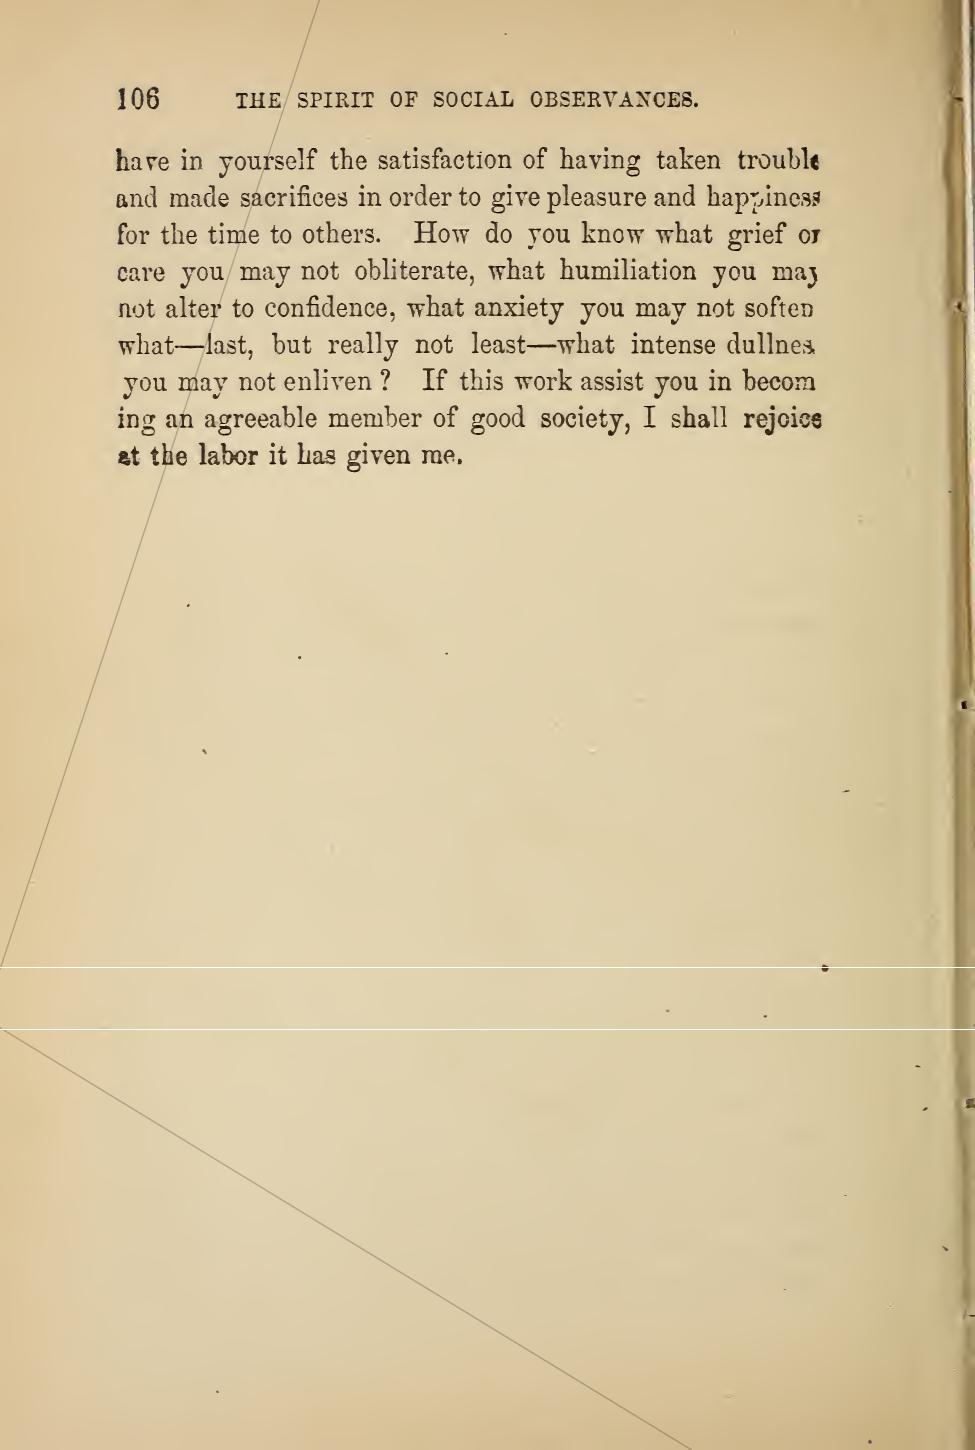 106 THE SPIRIT OF SOCIAL OBSERVANCES.
have in yourself the satisfaction of having taken trouble
and made sacrifices in order to give pleasure and happiness
for the time to others. How do you know what grief or
care you may not obliterate, what humiliation you may
not alter to confidence, what anxiety you may not soften
what—last, but really not least—what intense dullnes
you may not enliven ? If this work assist you in becom
ing an agreeable member of good society, I shall rejoice
at the labor it has given me.